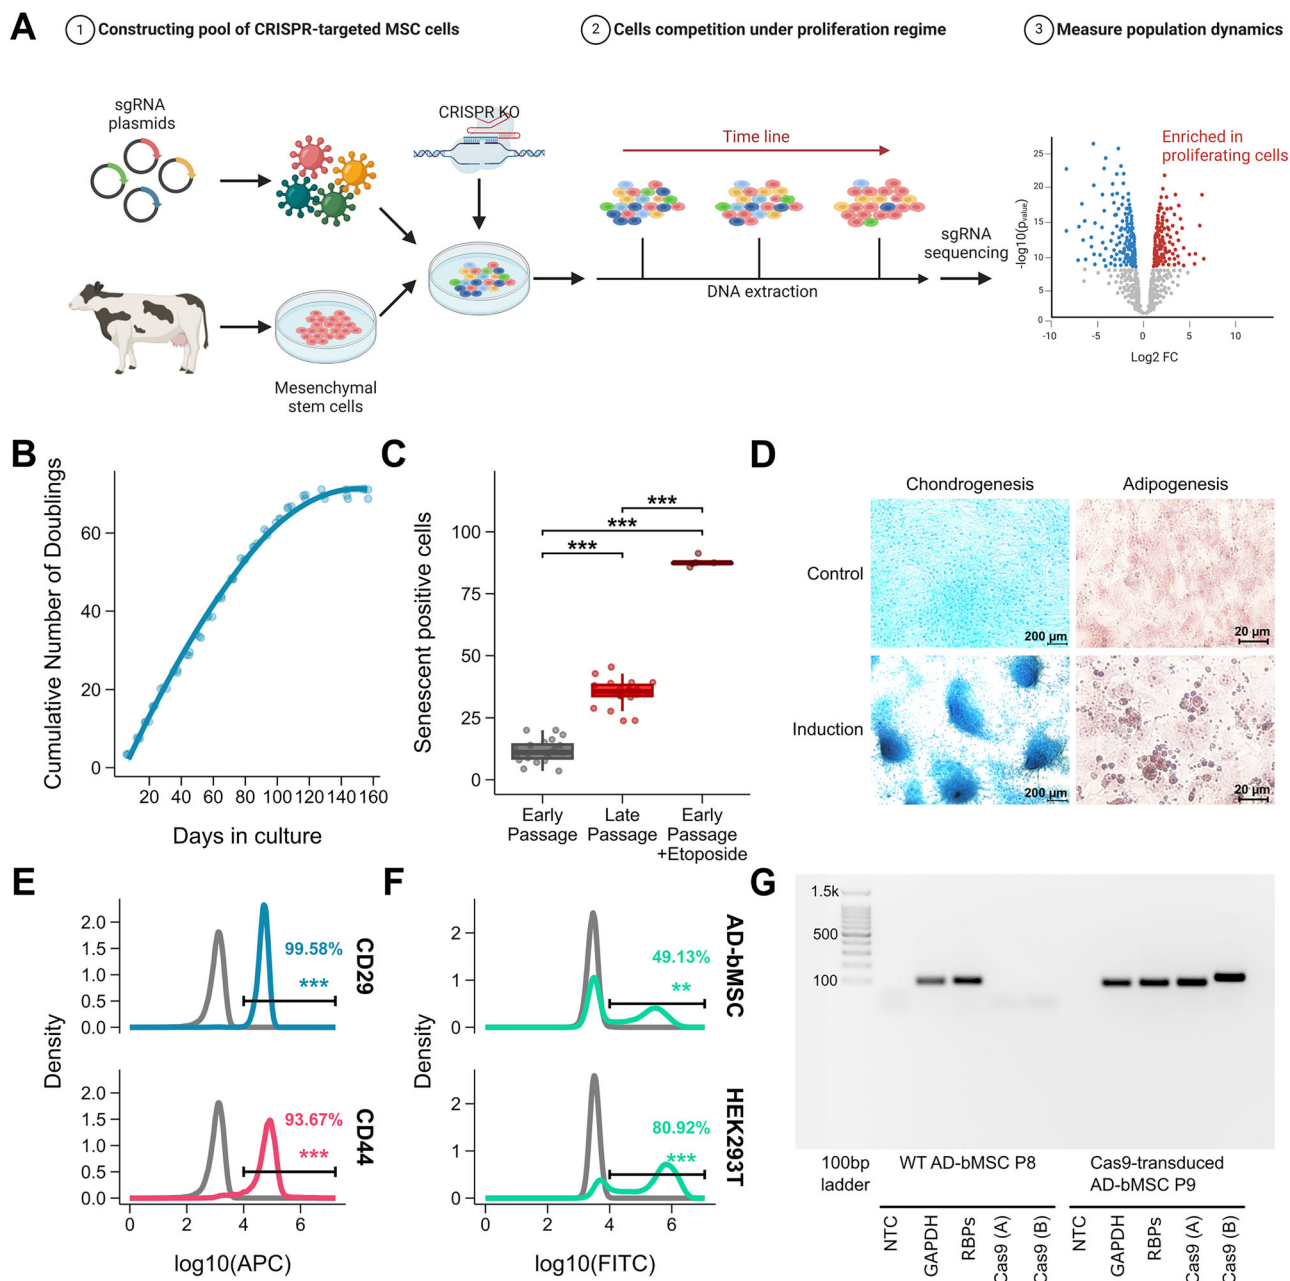 A
1 Constructing pool of CRISPR-targeted MSC cells
2 Cells competition under proliferation regime
3 Measure population dynamics
sgRNA
plasmids
CRISPR KO
Mesenchymal
stem cells
Time line
DNA extraction
sgRNA
sequencing
Enriched in
proliferating cells
-log10(pvalue)
25
20
15
10
5
0
-10 -5 0 5 10
Log2 FC
B
Cumulative Number of Doublings
60
40
20
0
20 40 60 80 100 120 140 160
Days in culture
C
Senescent positive cells
100
75
50
25
0
***
***
***
Early
Passage
Late
Passage
Early
Passage
+Etoposide
D
Chondrogenesis
Adipogenesis
Control
Induction
200 µm
20 µm
200 µm
20 µm
E
Density
2.0
1.5
1.0
0.5
0.0
99.58%
***
CD29
2.0
1.5
1.0
0.5
0.0
93.67%
***
CD44
0 2 4 6
log10(APC)
F
Density
2
1
0
49.13%
**
AD-bMSC
2
1
0
80.92%
***
HEK293T
0 2 4 6
log10(FITC)
G
1.5k
500
100
100bp
ladder
WT AD-bMSC P8
Cas9-transduced
AD-bMSC P9
NTC
GAPDH
RBPs
Cas9 (A)
Cas9 (B)
NTC
GAPDH
RBPs
Cas9 (A)
Cas9 (B)